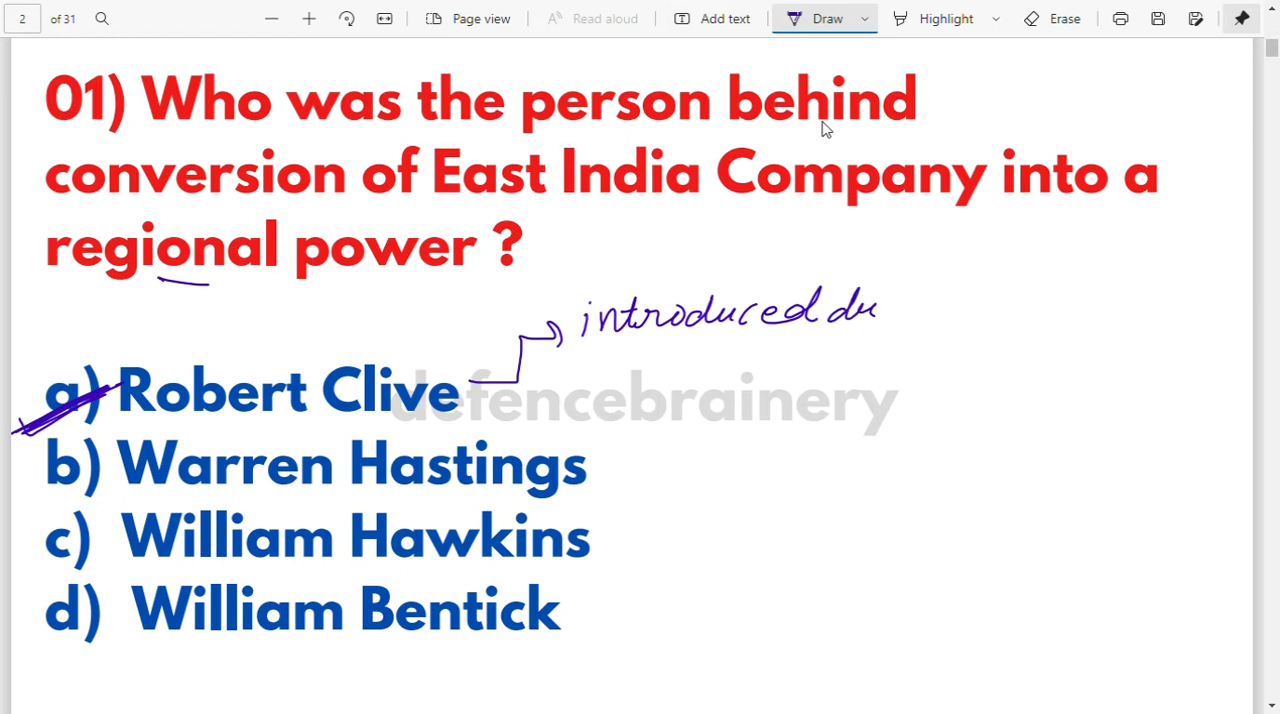 2 of 31 Page view Read aloud Add text Draw Highlight Erase
01) Who was the person behind
conversion of East India Company into a
regional power ?
introduced du
a) Robert Clive
defencebrainery
b) Warren Hastings
c) William Hawkins
d) William Bentick